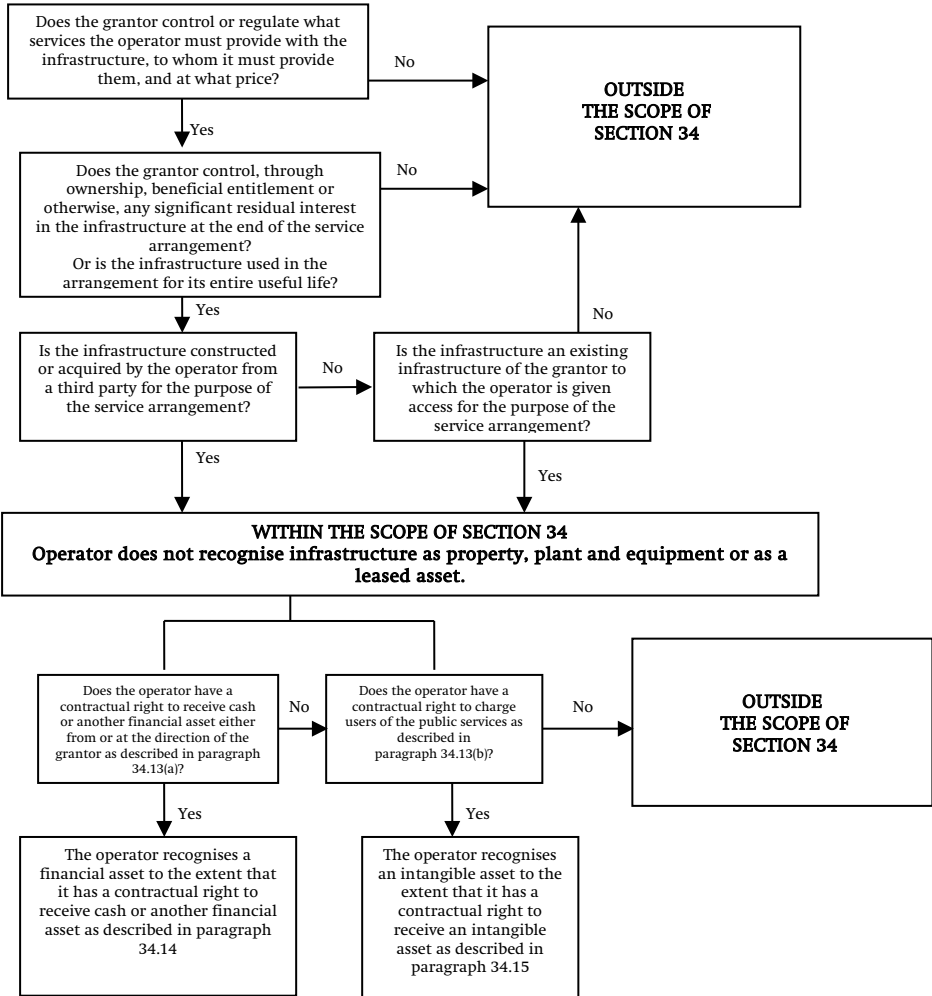 Does the grantor control or regulate what
services the operator must provide with the
infrastructure, to whom it must provide
them, and at what price?
No
OUTSIDE
THE SCOPE OF
SECTION 34
Yes
Does the grantor control, through
ownership, beneficial entitlement or
otherwise, any significant residual interest
in the infrastructure at the end of the service
arrangement?
Or is the infrastructure used in the
arrangement for its entire useful life?
No
Yes
No
Is the infrastructure constructed
or acquired by the operator from
a third party for the purpose of
the service arrangement?
No
Is the infrastructure an existing
infrastructure of the grantor to
which the operator is given
access for the purpose of the
service arrangement?
Yes
Yes
WITHIN THE SCOPE OF SECTION 34
Operator does not recognise infrastructure as property, plant and equipment or as a
leased asset.
Does the operator have a
contractual right to receive cash
or another financial asset either
from or at the direction of the
grantor as described in paragraph
34.13(a)?
No
Does the operator have a
contractual right to charge
users of the public services as
described in
paragraph 34.13(b)?
No
OUTSIDE
THE SCOPE OF
SECTION 34
Yes
Yes
The operator recognises a
financial asset to the extent that
it has a contractual right to
receive cash or another financial
asset as described in paragraph
34.14
The operator recognises
an intangible asset to the
extent that it has a
contractual right to
receive an intangible
asset as described in
paragraph 34.15